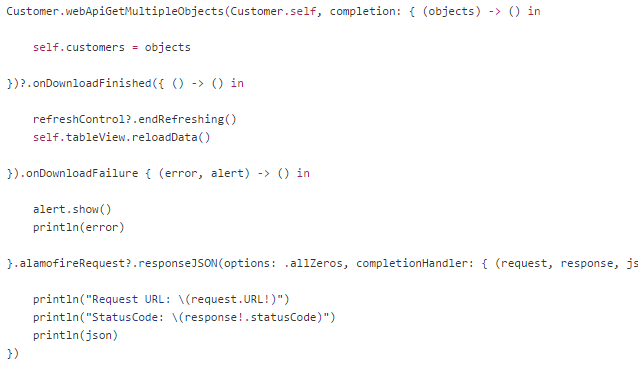 Customer.webApiGetMultipleObjects(Customer.self, completion: { (objects) -> () in
self.customers = objects
})?.onDownloadFinished({ () -> () in
refreshControl?.endRefreshing()
self.tableView.reloadData()
}).onDownloadFailure { (error, alert) -> () in
alert.show()
println(error)
}.alamofireRequest?.responseJSON(options: .allZeros, completionHandler: { (request, response, js
println("Request URL: \(request.URL!)")
println("StatusCode: \(response!.statusCode)")
println(json)
})